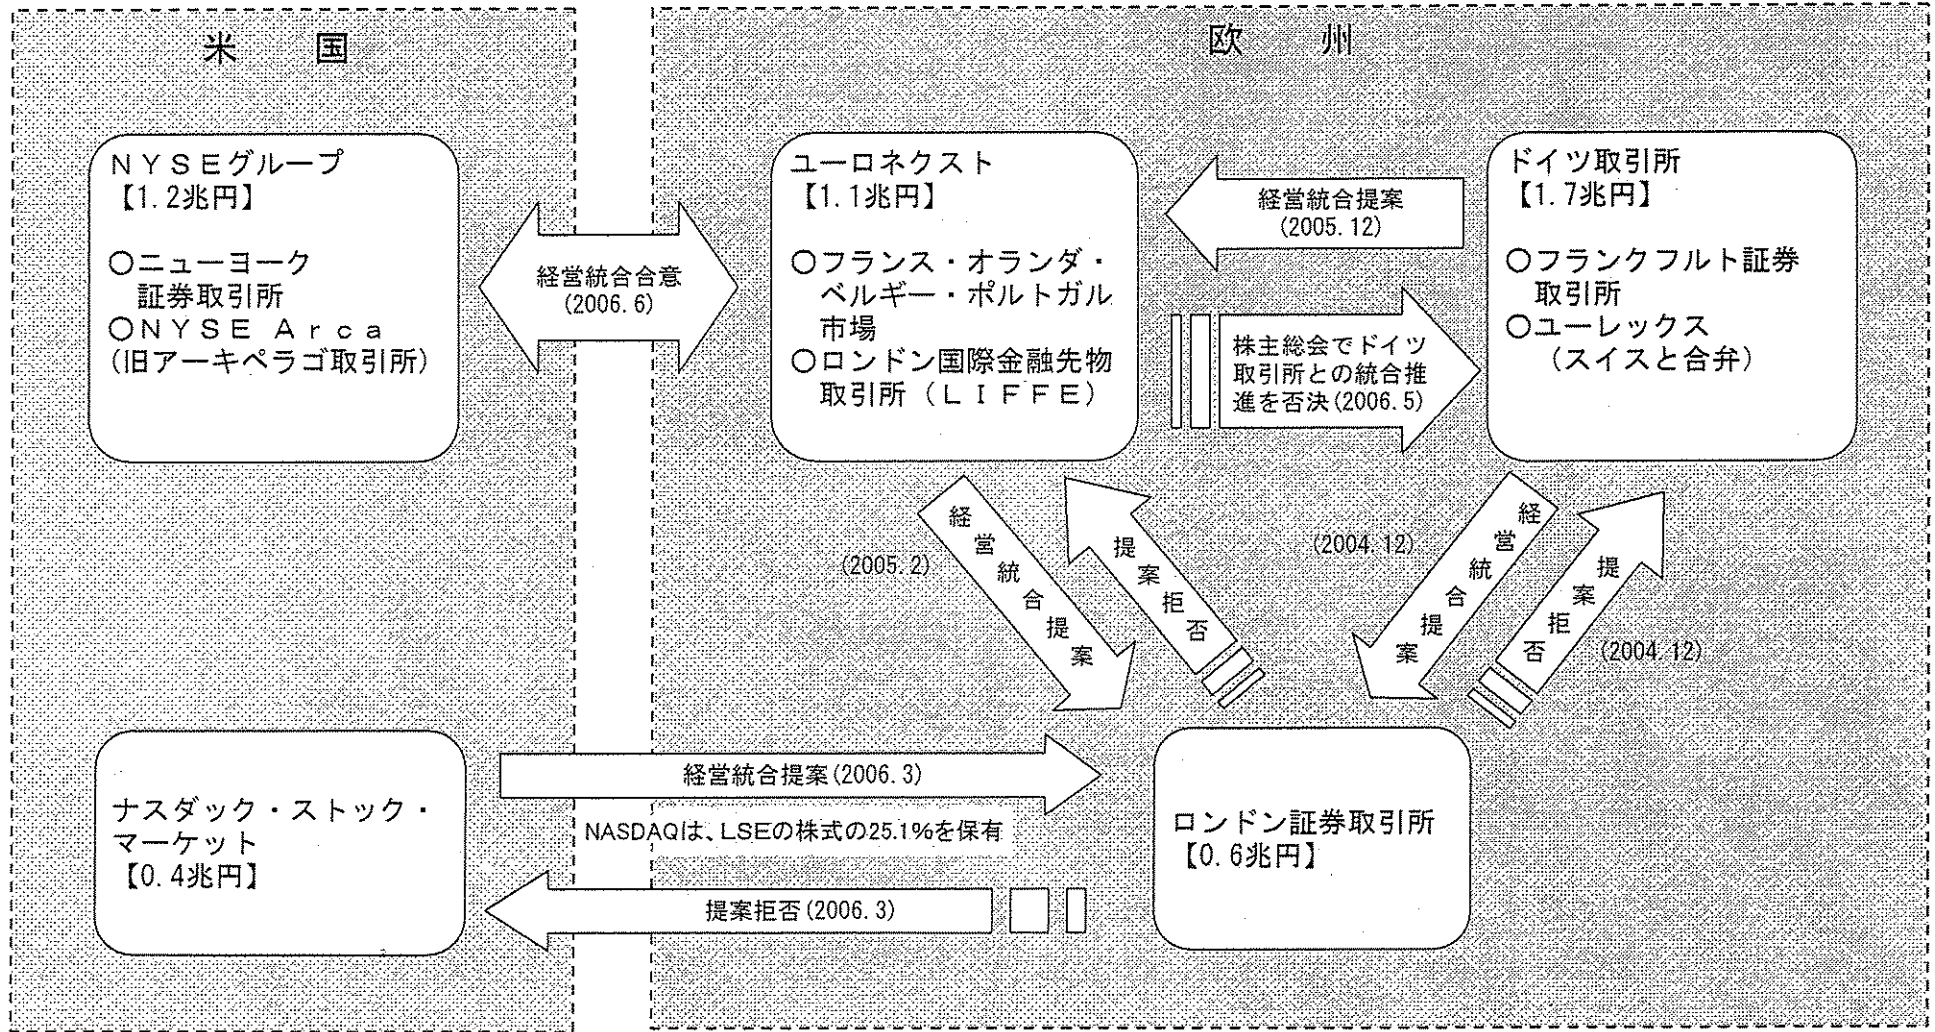 米 国
欧 州
NYSEグループ
【1.2兆円】
○ニューヨーク
証券取引所
○NYSE Arca
(旧アーキペラゴ取引所)
経営統合合意
(2006.6)
ユーロネクスト
【1.1兆円】
○フランス・オランダ・
ベルギー・ポルトガル
市場
○ロンドン国際金融先物
取引所(LIFFE)
経営統合提案
(2005.12)
株主総会でドイツ
取引所との統合推
進を否決(2006.5)
ドイツ取引所
【1.7兆円】
○フランクフルト証券
取引所
○ユーレックス
(スイスと合弁)
(2005.2)
経営統合提案
提案拒否
(2004.12)
経営統合提案
提案拒否
(2004.12)
ナスダック・ストック・
マーケット
【0.4兆円】
経営統合提案(2006.3)
NASDAQは、LSEの株式の25.1%を保有
提案拒否(2006.3)
ロンドン証券取引所
【0.6兆円】